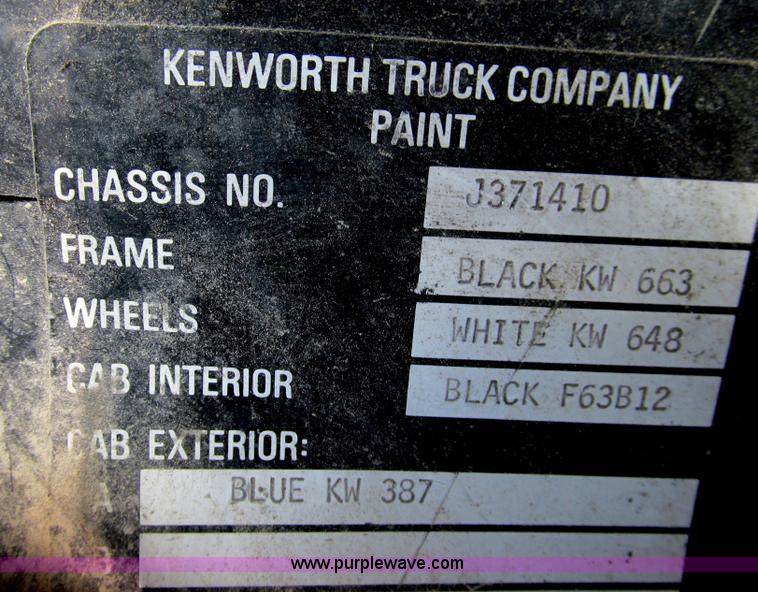 KENWORTH TRUCK COMPANY
PAINT
CHASSIS NO. J371410
FRAME BLACK KW 663
WHEELS WHITE KW 648
CAB INTERIOR BLACK F63B12
CAB EXTERIOR:
A BLUE KW 387
B
www.purplewave.com